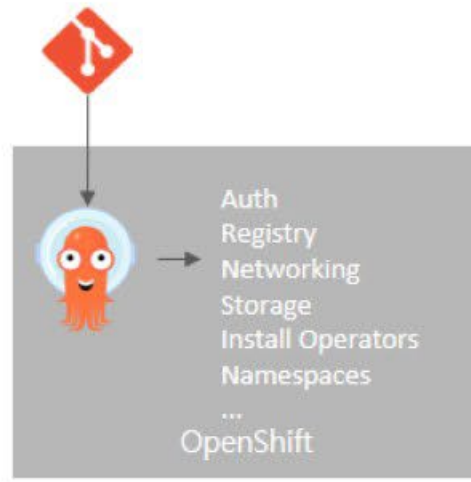 Auth
Registry
Networking
Storage
Install Operators
Namespaces
...
OpenShift